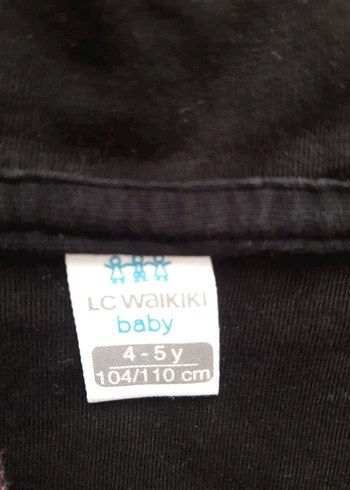 LC WAIKIKI
baby
4 - 5 y
104/110 cm